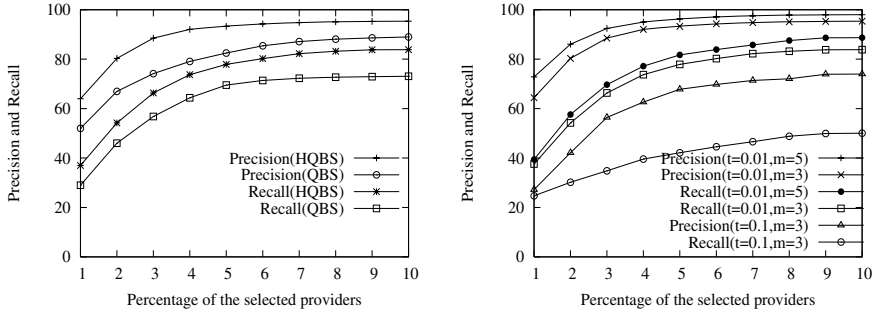 100
80
60
40
20
0
Precision and Recall
Precision(HQBS)
Precision(QBS)
Recall(HQBS)
Recall(QBS)
1 2 3 4 5 6 7 8 9 10
Percentage of the selected providers
100
80
60
40
20
0
Precision and Recall
Precision(t=0.01,m=5)
Precision(t=0.01,m=3)
Recall(t=0.01,m=5)
Recall(t=0.01,m=3)
Precision(t=0.1,m=3)
Recall(t=0.1,m=3)
1 2 3 4 5 6 7 8 9 10
Percentage of the selected providers